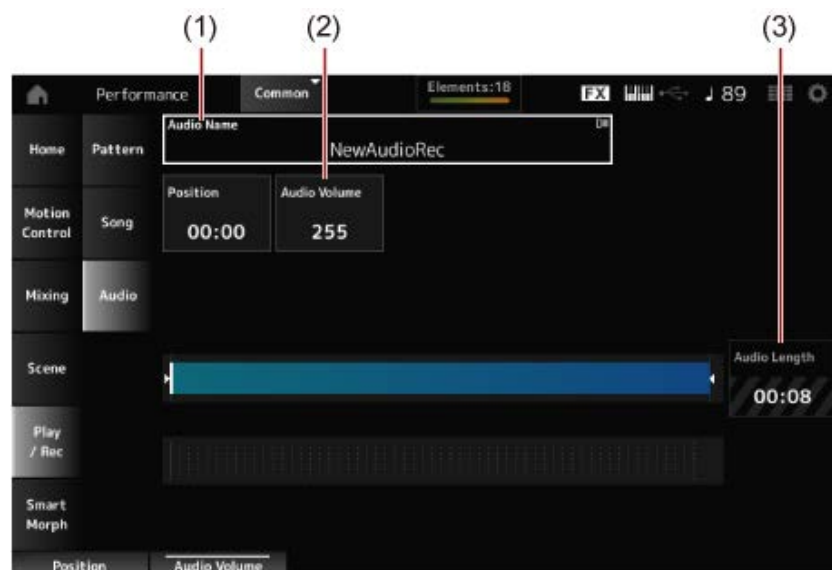 (1) (2) (3)
Performance Common Elements:18 FX 89
Audio Name
NewAudioRec
Home Pattern
Position Audio Volume
00:00 255
Motion Control Song
Mixing Audio
Scene
Audio Length
00:08
Play / Rec
Smart Morph
Position Audio Volume